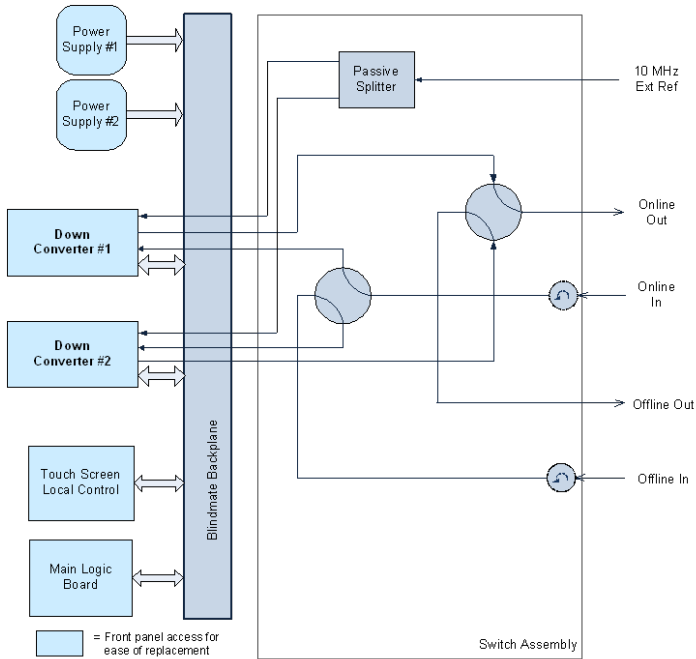 Power
Supply #1
Power
Supply #2
Passive
Splitter
10 MHz
Ext Ref
Down
Converter #1
Online
Out
Online
In
Down
Converter #2
Offline Out
Blindmate Backplane
Touch Screen
Local Control
Offline In
Main Logic
Board
= Front panel access for
ease of replacement
Switch Assembly